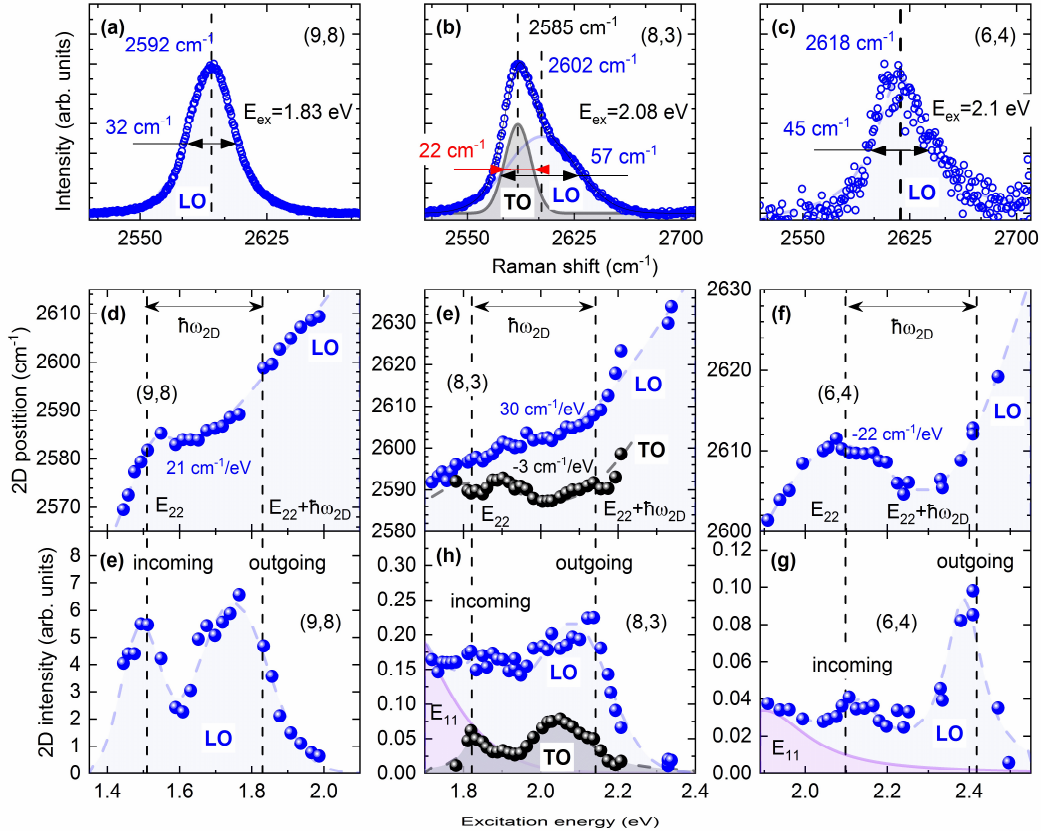 (a)
2592 cm⁻¹
(9,8)
32 cm⁻¹
E_ex=1.83 eV
LO
2550
2625
Intensity (arb. units)
(b)
2585 cm⁻¹
2602 cm⁻¹
(8,3)
E_ex=2.08 eV
22 cm⁻¹
57 cm⁻¹
TO
LO
2550
2625
2700
Raman shift (cm⁻¹)
(c)
2618 cm⁻¹
(6,4)
E_ex=2.1 eV
45 cm⁻¹
LO
2550
2625
2700
2D postition (cm⁻¹)
2610
2600
2590
2580
2570
(d)
ħω_2D
LO
(9,8)
21 cm⁻¹/eV
E_22
E_22+ħω_2D
2630
2620
2610
2600
2590
2580
(e)
ħω_2D
(8,3)
LO
30 cm⁻¹/eV
TO
-3 cm⁻¹/eV
E_22
E_22+ħω_2D
2630
2620
2610
2600
(f)
ħω_2D
(6,4)
LO
-22 cm⁻¹/eV
E_22
E_22+ħω_2D
2D intensity (arb. units)
8
7
6
5
4
3
2
1
0
(e)
incoming
outgoing
(9,8)
LO
1.4
1.6
1.8
2.0
0.30
0.25
0.20
0.15
0.10
0.05
0.00
(h)
outgoing
incoming
(8,3)
LO
E_11
TO
1.8
2.0
2.2
2.4
Excitation energy (eV)
0.12
0.10
0.08
0.06
0.04
0.02
0.00
(g)
outgoing
(6,4)
incoming
LO
E_11
2.0
2.2
2.4